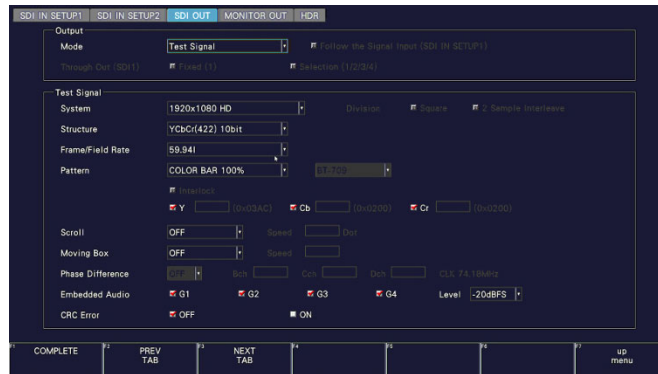 SDI IN SETUP1 SDI IN SETUP2 SDI OUT MONITOR OUT HDR
Output
Mode Test Signal Follow the Signal Input (SDI IN SETUP1)
Through Out (SDI1) Fixed (1) Selection (1/2/3/4)
Test Signal
System 1920x1080 HD Division Square 2 Sample Interleave
Structure YCbCr(422) 10bit
Frame/Field Rate 59.94I
Pattern COLOR BAR 100% BT-709
Interlock
Y (0x03AC) Cb (0x0200) Cr (0x0200)
Scroll OFF Speed Dot
Moving Box OFF Speed
Phase Difference OFF Bch Cch Dch CLK 74.18MHz
Embedded Audio G1 G2 G3 G4 Level -20dBFS
CRC Error OFF ON
F1 COMPLETE F2 PREV TAB F3 NEXT TAB F4 F5 F6 F7 up menu